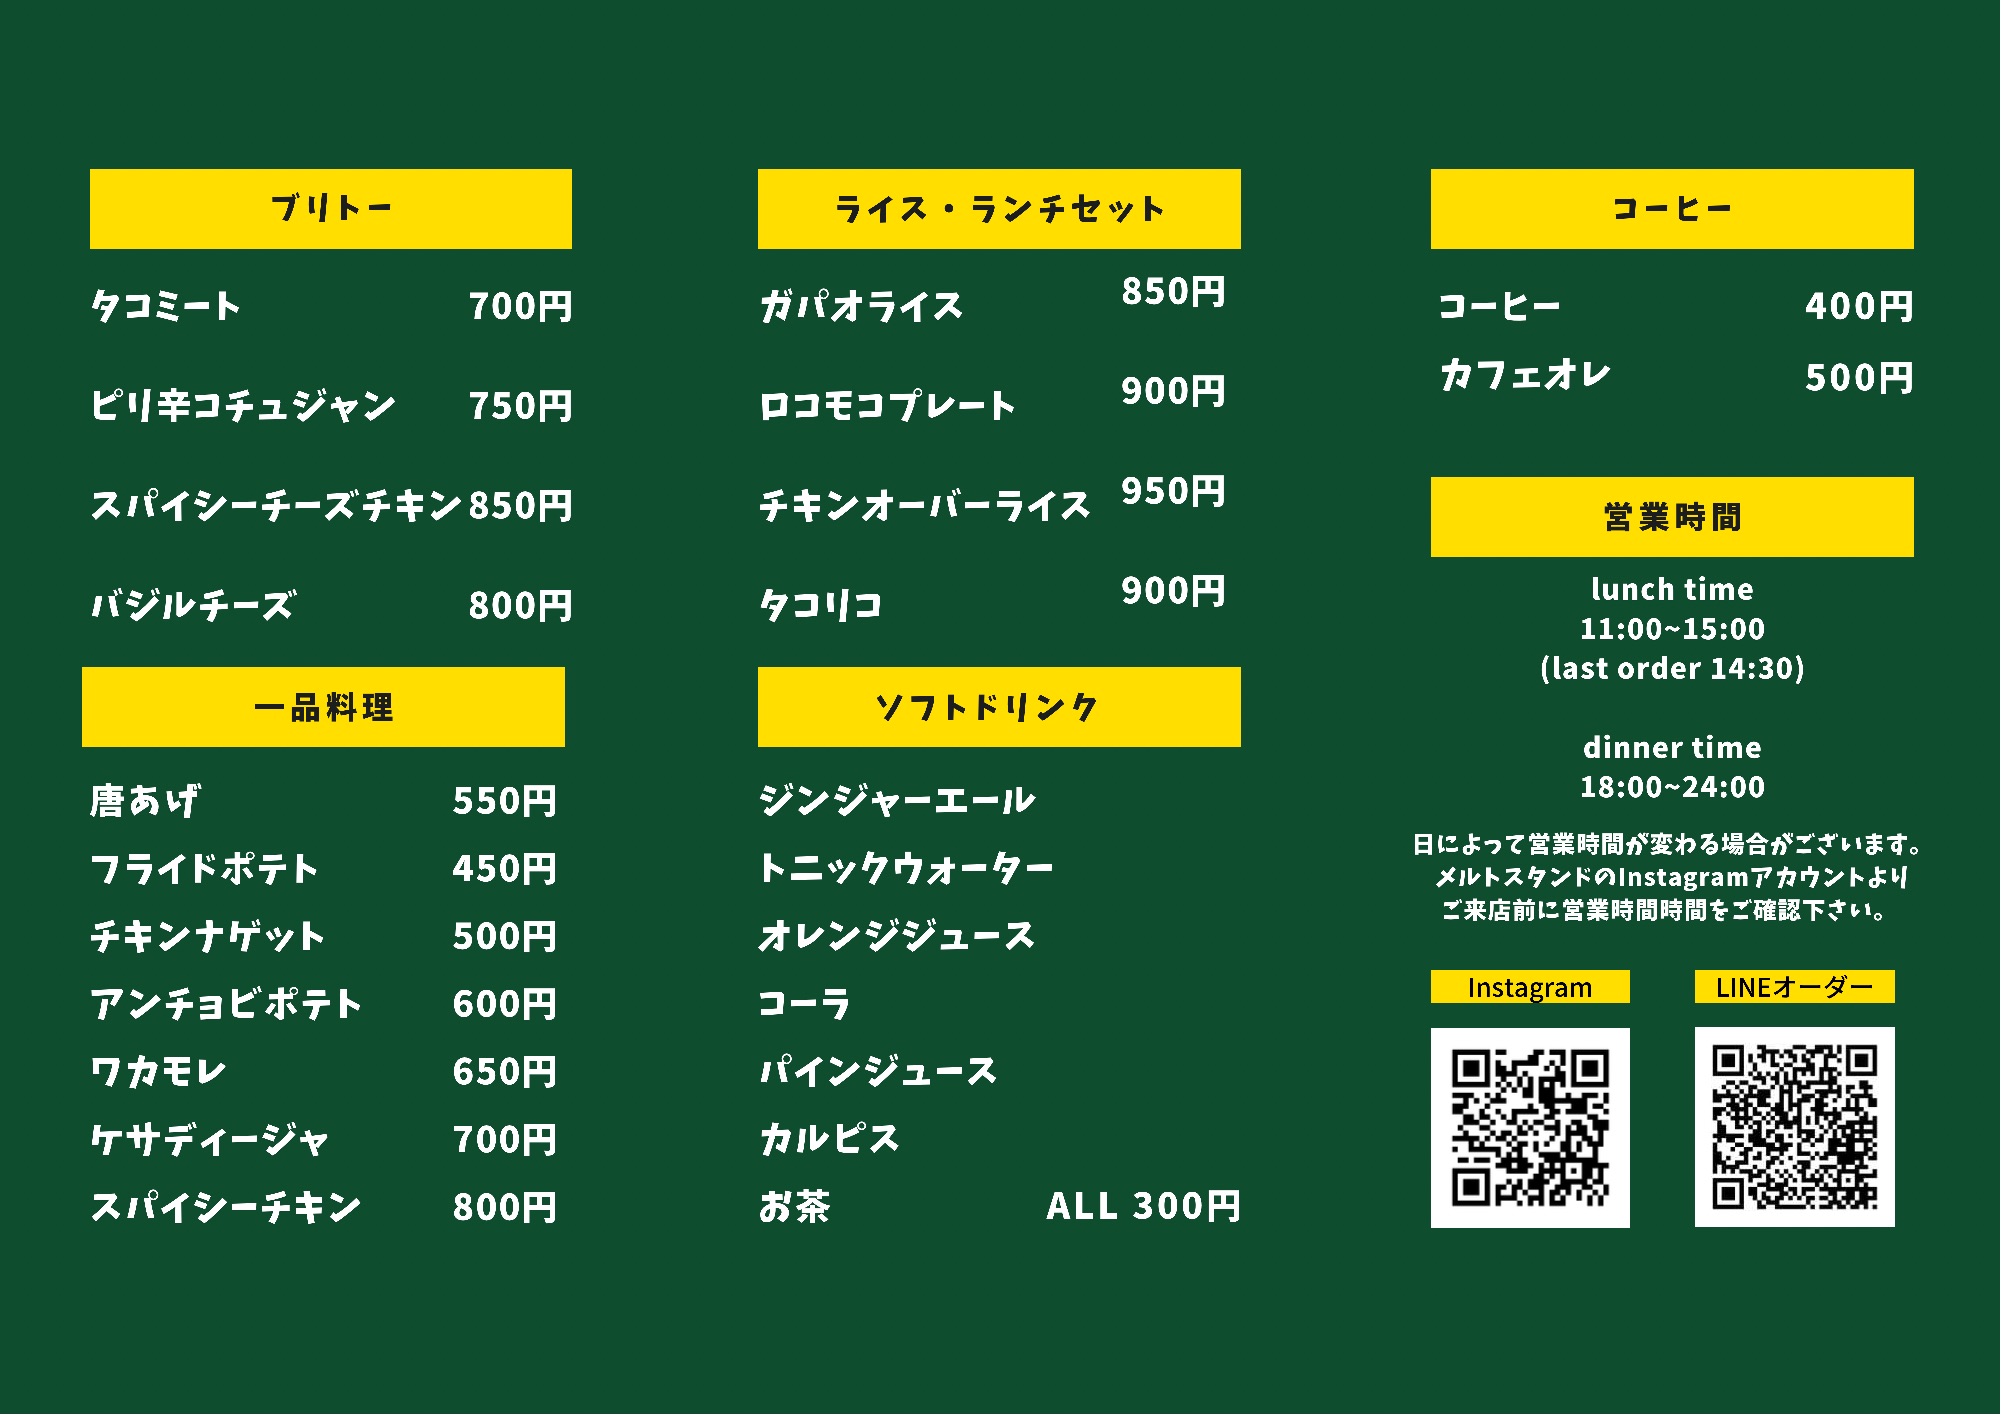 ブリトー
タコミート 700円
ピリ辛コチュジャン 750円
スパイシーチーズチキン 850円
バジルチーズ 800円
一品料理
唐あげ 550円
フライドポテト 450円
チキンナゲット 500円
アンチョビポテト 600円
ワカモレ 650円
ケサディージャ 700円
スパイシーチキン 800円
ライス・ランチセット
ガパオライス 850円
ロコモコプレート 900円
チキンオーバーライス 950円
タコリコ 900円
ソフトドリンク
ジンジャーエール
トニックウォーター
オレンジジュース
コーラ
パインジュース
カルピス
お茶 ALL 300円
コーヒー
コーヒー 400円
カフェオレ 500円
営業時間
lunch time
11:00~15:00
(last order 14:30)
dinner time
18:00~24:00
日によって営業時間が変わる場合がございます。
メルトスタンドのInstagramアカウントより
ご来店前に営業時間時間をご確認下さい。
Instagram
LINEオーダー